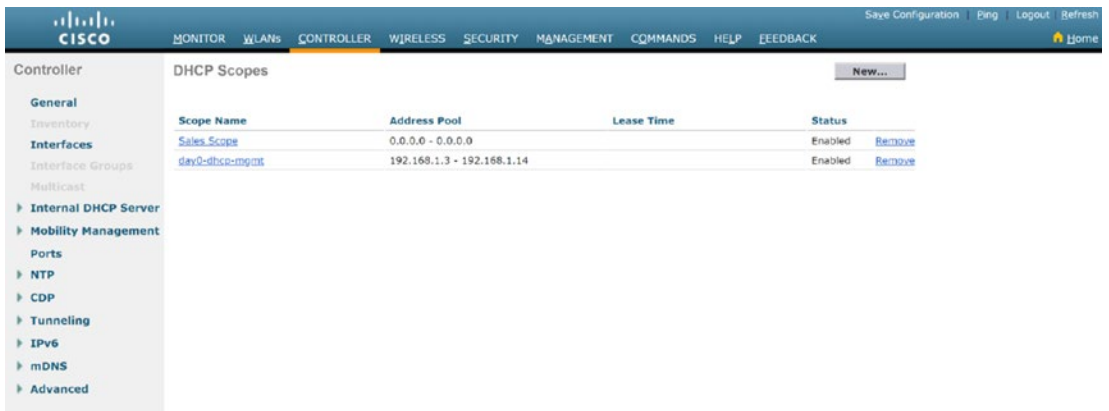 Save Configuration | Ping | Logout | Refresh
CISCO
MONITOR WLANs CONTROLLER WIRELESS SECURITY MANAGEMENT COMMANDS HELP FEEDBACK
Home
Controller
General
Inventory
Interfaces
Interface Groups
Multicast
Internal DHCP Server
Mobility Management
Ports
NTP
CDP
Tunneling
IPv6
mDNS
Advanced
DHCP Scopes
New...
Scope Name Address Pool Lease Time Status
Sales Scope 0.0.0.0 - 0.0.0.0 Enabled Remove
day0-dhcp-mgmt 192.168.1.3 - 192.168.1.14 Enabled Remove